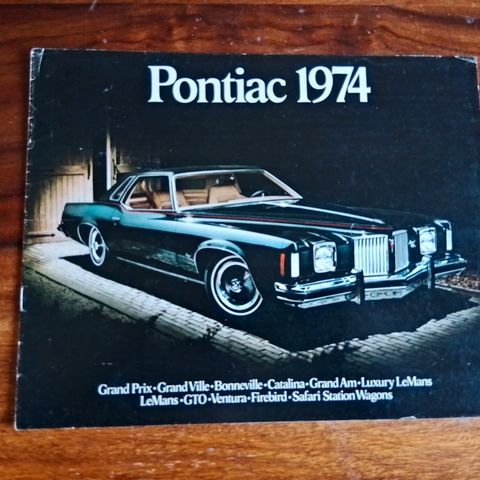 Pontiac 1974
Grand Prix•Grand Ville•Bonneville•Catalina•Grand Am•Luxury LeMans
LeMans•GTO•Ventura•Firebird•Safari Station Wagons